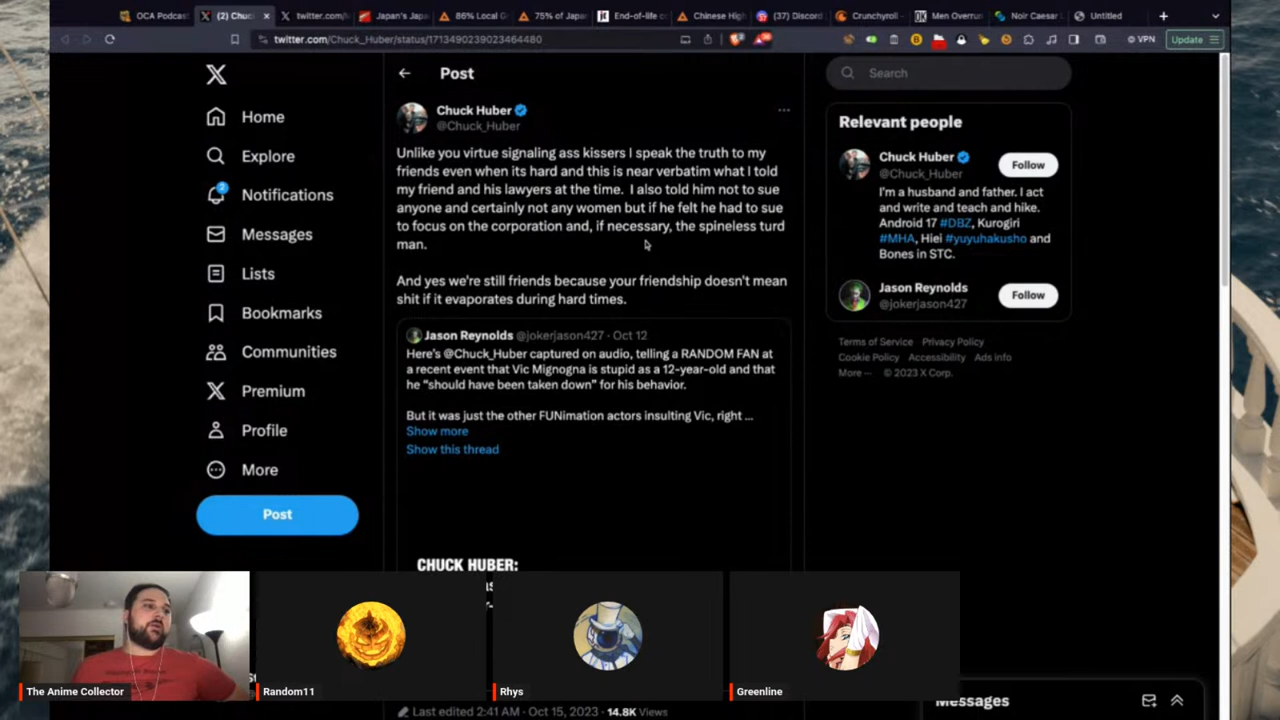 OCA Podcas
(2) Chuc
twitter.com/
Japan's Japa
86% Local G
75% of Japan
End-of-life c
Chinese High
(37) Discord
Crunchyroll
Men Overrun
Noir Caesar
Untitled
twitter.com/Chuck_Huber/status/1713490239023464480
VPN
Update
Home
Explore
2
Notifications
Messages
Lists
Bookmarks
Communities
Premium
Profile
More
Post
Post
Chuck Huber
@Chuck_Huber
Unlike you virtue signaling ass kissers I speak the truth to my
friends even when its hard and this is near verbatim what I told
my friend and his lawyers at the time. I also told him not to sue
anyone and certainly not any women but if he felt he had to sue
to focus on the corporation and, if necessary, the spineless turd
man.
And yes we're still friends because your friendship doesn't mean
shit if it evaporates during hard times.
Jason Reynolds @jokerjason427 · Oct 12
Here's @Chuck_Huber captured on audio, telling a RANDOM FAN at
a recent event that Vic Mignogna is stupid as a 12-year-old and that
he “should have been taken down” for his behavior.
But it was just the other FUNimation actors insulting Vic, right ...
Show more
Show this thread
CHUCK HUBER:
Last edited 2:41 AM · Oct 15, 2023 · 14.8K Views
Search
Relevant people
Chuck Huber
@Chuck_Huber
Follow
I'm a husband and father. I act
and write and teach and hike.
Android 17 #DBZ, Kurogiri
#MHA, Hiei #yuyuhakusho and
Bones in STC.
Jason Reynolds
@jokerjason427
Follow
Terms of Service Privacy Policy
Cookie Policy Accessibility Ads info
More ··· © 2023 X Corp.
Messages
The Anime Collector
Random11
Rhys
Greenline